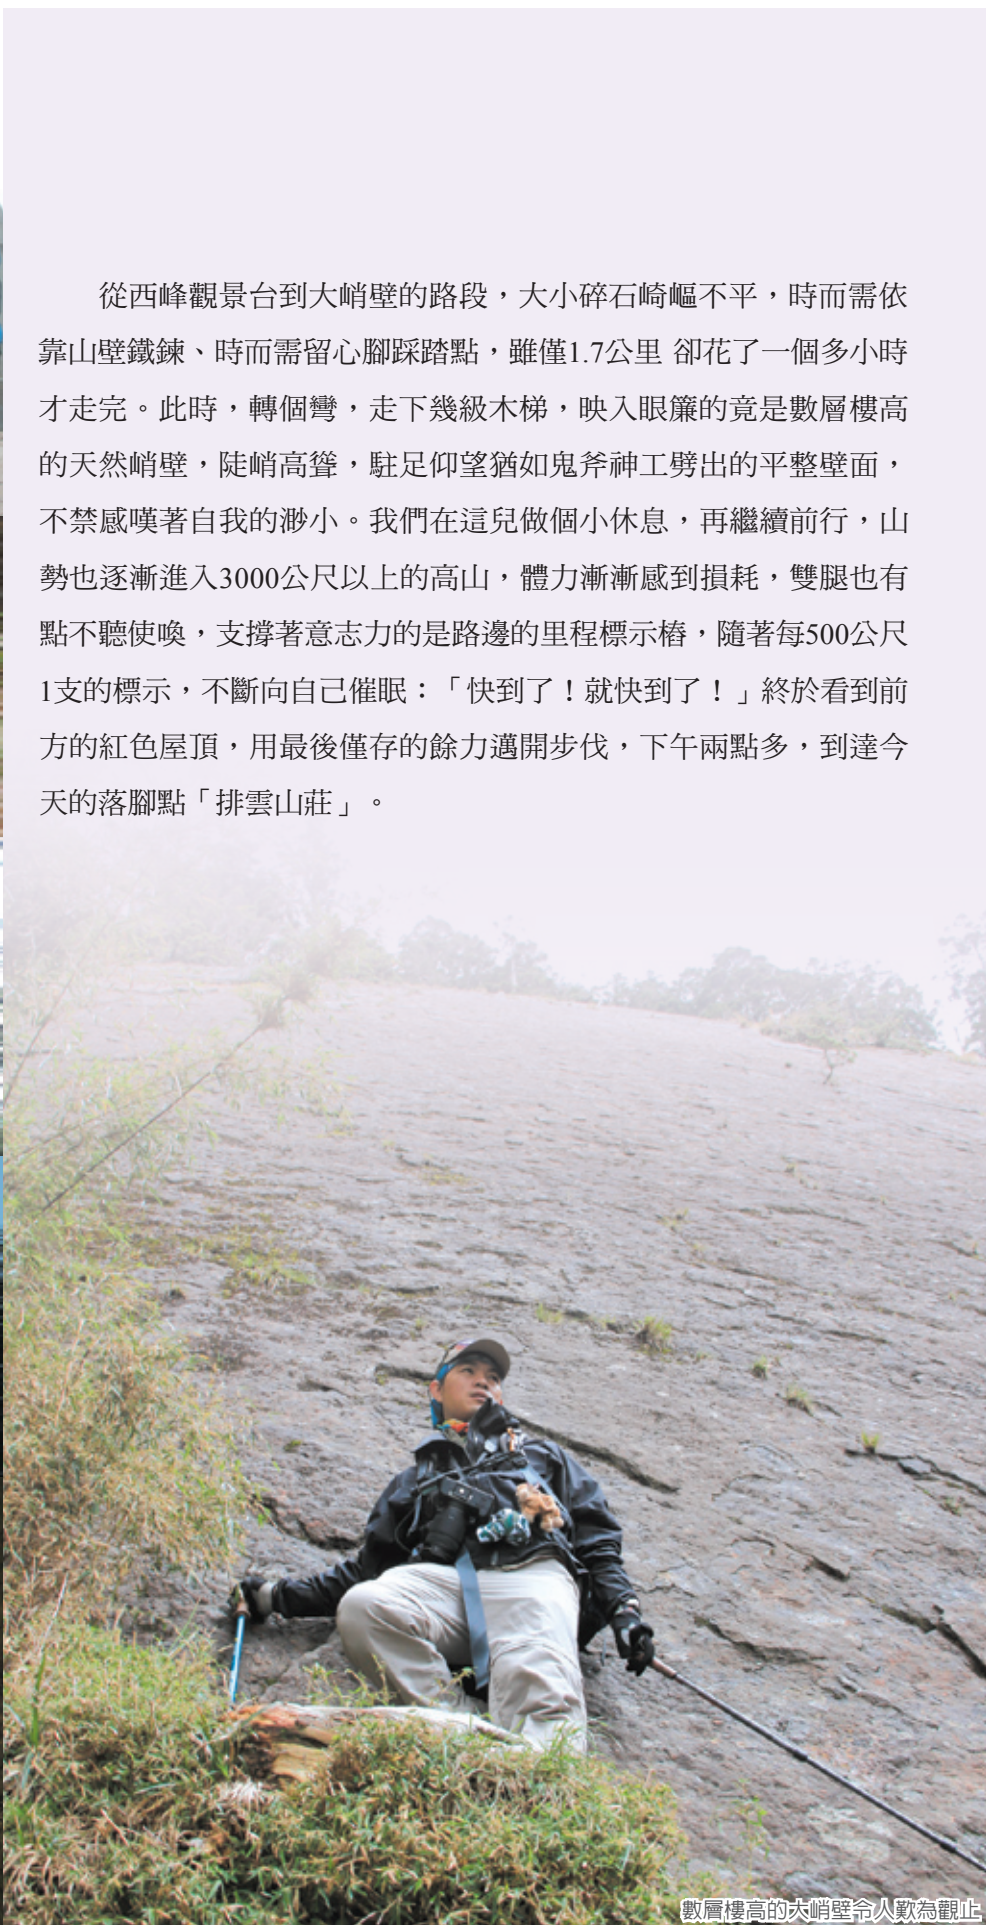 從西峰觀景台到大峭壁的路段，大小碎石崎嶇不平，時而需依
靠山壁鐵鍊、時而需留心腳踩踏點，雖僅1.7公里 卻花了一個多小時
才走完。此時，轉個彎，走下幾級木梯，映入眼簾的竟是數層樓高
的天然峭壁，陡峭高聳，駐足仰望猶如鬼斧神工劈出的平整壁面，
不禁感嘆著自我的渺小。我們在這兒做個小休息，再繼續前行，山
勢也逐漸進入3000公尺以上的高山，體力漸漸感到損耗，雙腿也有
點不聽使喚，支撐著意志力的是路邊的里程標示樁，隨著每500公尺
1支的標示，不斷向自己催眠：「快到了！就快到了！」終於看到前
方的紅色屋頂，用最後僅存的餘力邁開步伐，下午兩點多，到達今
天的落腳點「排雲山莊」。
數層樓高的大峭壁令人歎為觀止